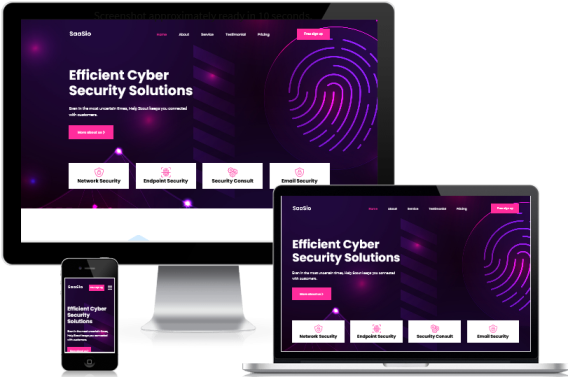 Screenshot approximately ready in 10 seconds
SaaSio
Home About Service Testimonial Pricing
Free sign up
Efficient Cyber
Security Solutions
Even in the most uncertain times, Help Scout keeps you connected
with customers.
More about us
Network Security
Endpoint Security
Security Consult
Email Security
SaaSio
Home About Service Testimonial Pricing
Free sign up
Efficient Cyber
Security Solutions
Even in the most uncertain times, Help Scout keeps you connected
with customers.
More about us
Network Security
Endpoint Security
Security Consult
Email Security
SaaSio
Free sign up
Efficient Cyber
Security
Solutions
Even in the most uncertain times,
Help Scout keeps you connected
with customers.